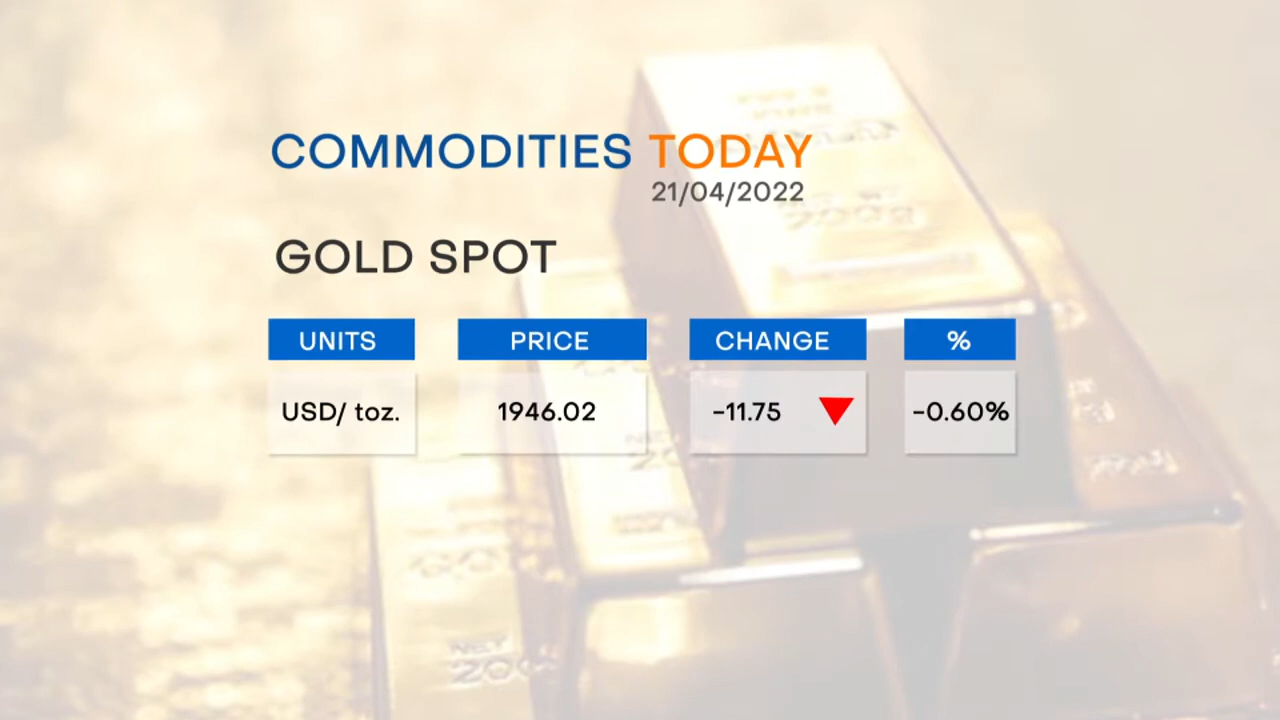 COMMODITIES TODAY
21/04/2022
GOLD SPOT
UNITS PRICE CHANGE %
USD/ toz. 1946.02 -11.75 -0.60%